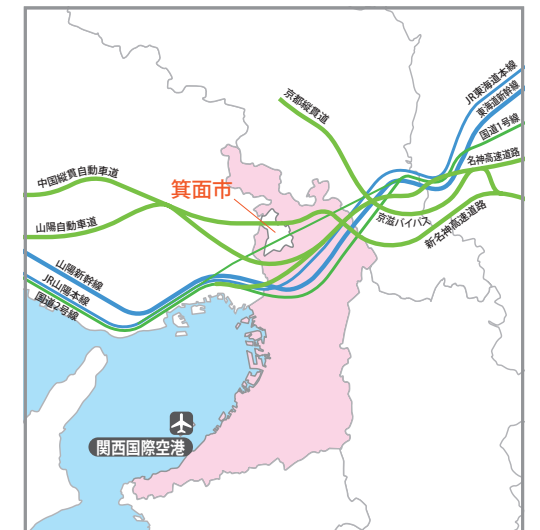 JR東海道本線
東海道新幹線
国道1号線
名神高速道路
京都縦貫道
京滋バイパス
新名神高速道路
中国縦貫自動車道
箕面市
山陽自動車道
山陽新幹線
JR山陽本線
国道2号線
関西国際空港